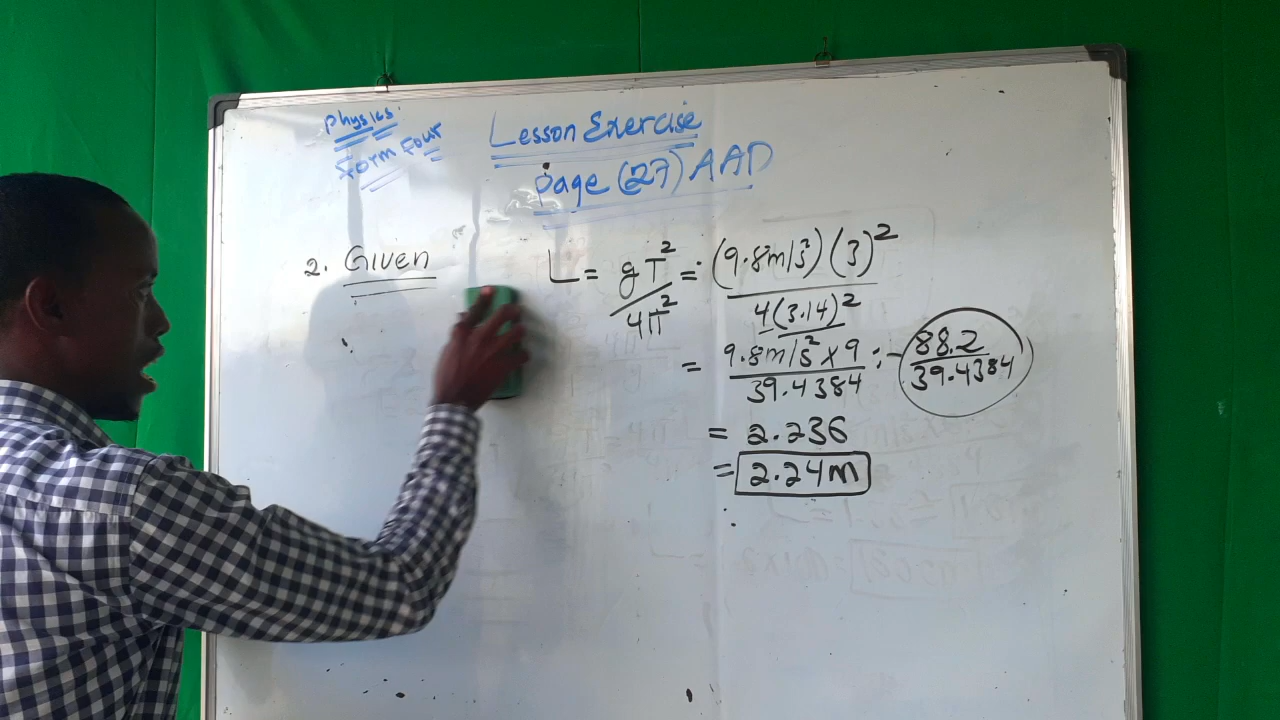 Physics
Form Four
Lesson Exercise
page (27) AAD
2. Given
L = gT²/4π² = (9.8m/s²)(3)²/4(3.14)²
= 9.8m/s² x 9/39.4384 = 88.2/39.4384
= 2.236
= 2.24m